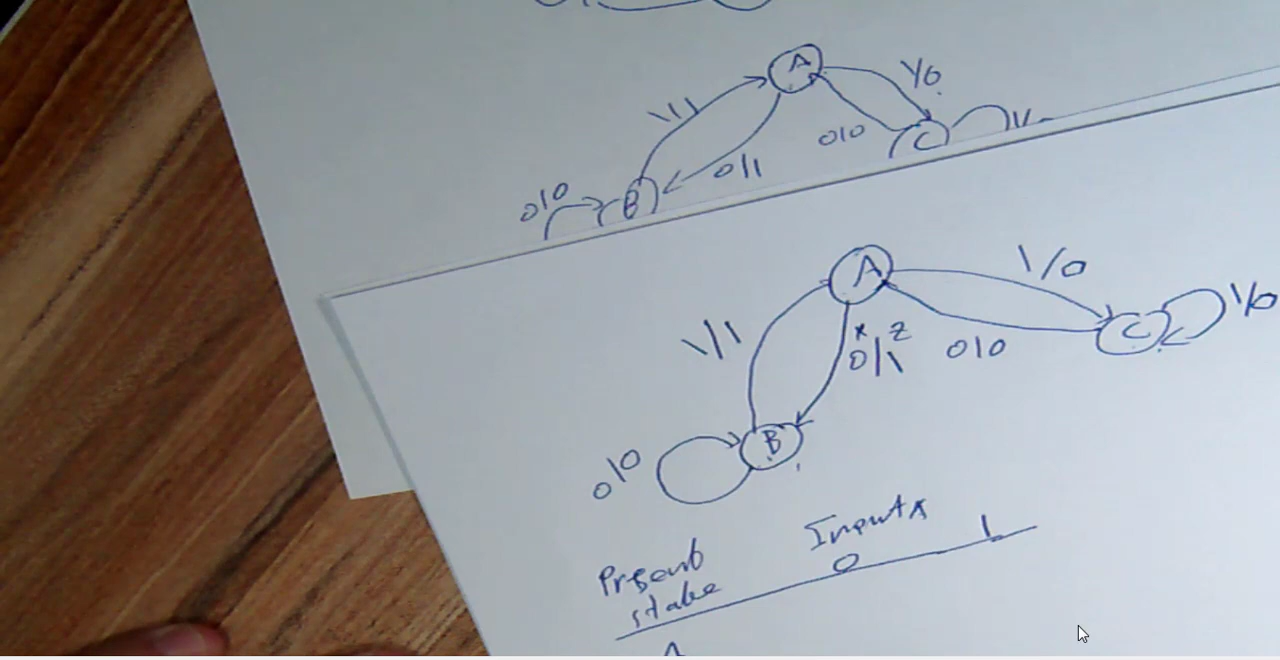 A
1/0
1/1
0/0
C
0/1
0/0
B
A
1/0
1/1
x z
0/1
0/0
C
1/0
B
0/0
Present Input x
state 0 1
A